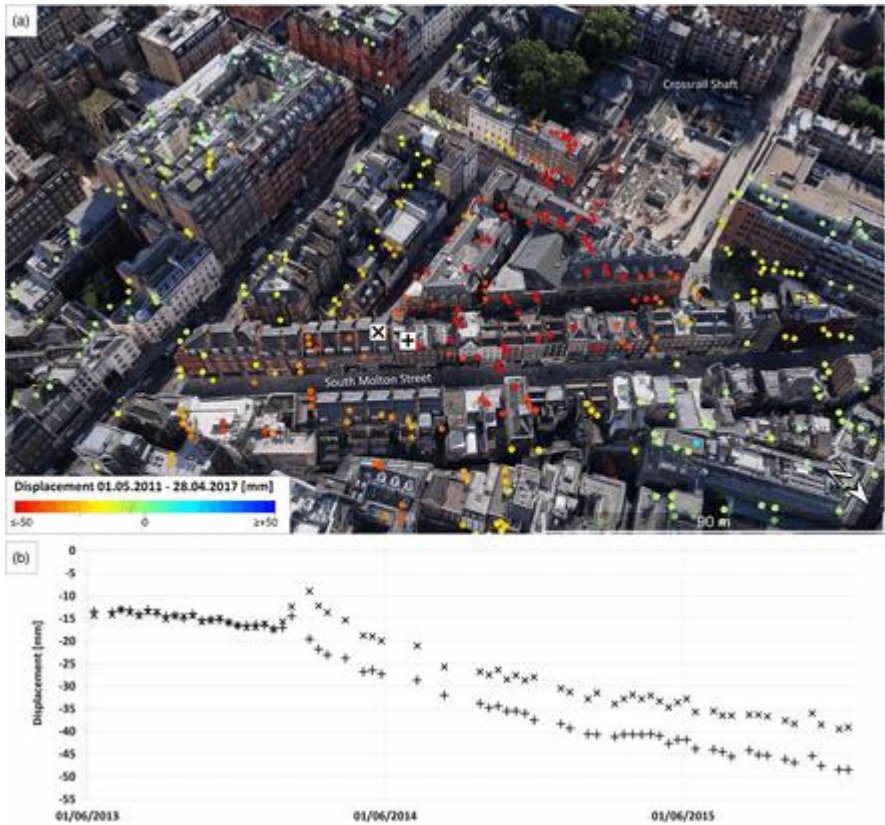 (a)
Crossrail Shaft
South Molton Street
Displacement 01.05.2011 - 28.04.2017 [mm]
≤-50 0 ≥+50
N
90 m
(b)
Displacement [mm]
0
-5
-10
-15
-20
-25
-30
-35
-40
-45
-50
-55
01/06/2013 01/06/2014 01/06/2015